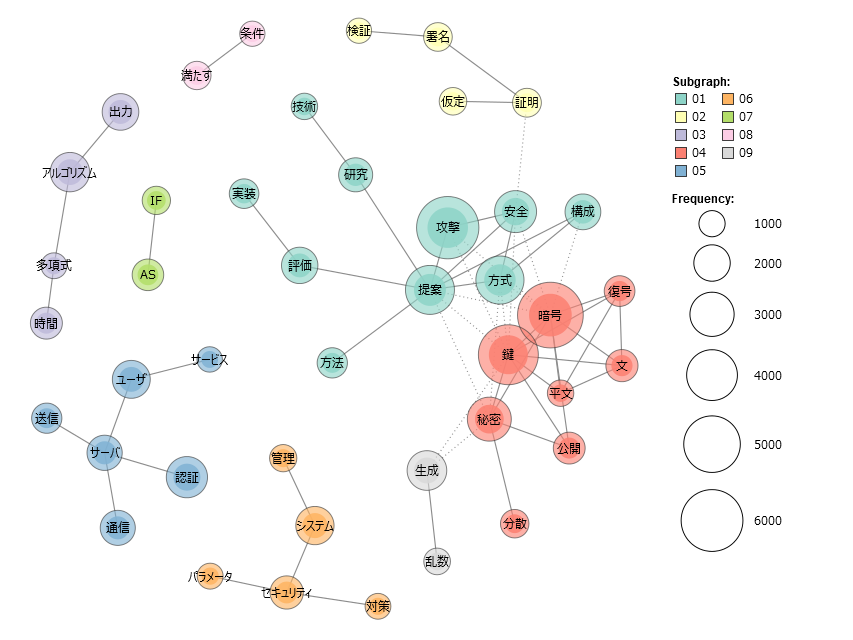 条件
満たす
検証
署名
仮定
証明
出力
アルゴリズム
多項式
時間
IF
AS
技術
研究
実装
評価
攻撃
安全
構成
提案
方式
方法
暗号
復号
鍵
文
平文
秘密
公開
分散
生成
乱数
サービス
ユーザ
送信
サーバ
認証
通信
管理
システム
パラメータ
セキュリティ
対策
Subgraph:
01 06
02 07
03 08
04 09
05
Frequency:
1000
2000
3000
4000
5000
6000